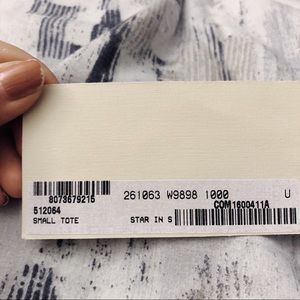 261063 W9898 1000 U
8073679215 COM1600411A
512064
SMALL TOTE STAR IN S